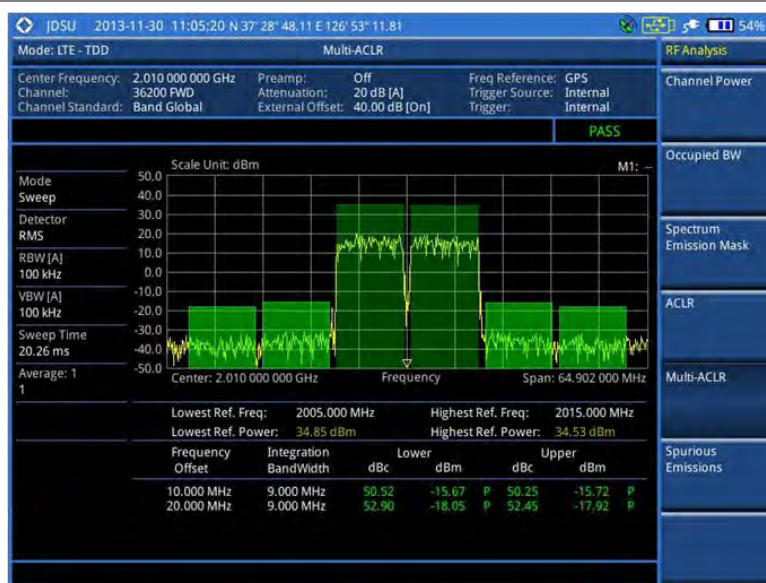 JDSU 2013-11-30 11:05:20 N 37' 28" 48.11 E 126' 53" 11.81 54%
Mode: LTE - TDD Multi-ACLR RF Analysis
Center Frequency: 2.010 000 000 GHz Preamp: Off Freq Reference: GPS
Channel: 36200 FWD Attenuation: 20 dB [A] Trigger Source: Internal
Channel Standard: Band Global External Offset: 40.00 dB [On] Trigger: Internal
Channel Power
PASS
Occupied BW
Spectrum
Emission Mask
ACLR
Multi-ACLR
Spurious
Emissions
Mode
Sweep
Detector
RMS
RBW [A]
100 kHz
VBW [A]
100 kHz
Sweep Time
20.26 ms
Average: 1
1
Scale Unit: dBm M1: --
50.0
40.0
30.0
20.0
10.0
0.0
-10.0
-20.0
-30.0
-40.0
-50.0
Center: 2.010 000 000 GHz Frequency Span: 64.902 000 MHz
Lowest Ref. Freq: 2005.000 MHz Highest Ref. Freq: 2015.000 MHz
Lowest Ref. Power: 34.85 dBm Highest Ref. Power: 34.53 dBm
Frequency Integration Lower Upper
Offset BandWidth dBc dBm dBc dBm
10.000 MHz 9.000 MHz 50.52 -15.67 P 50.25 -15.72 P
20.000 MHz 9.000 MHz 52.90 -18.05 P 52.45 -17.92 P